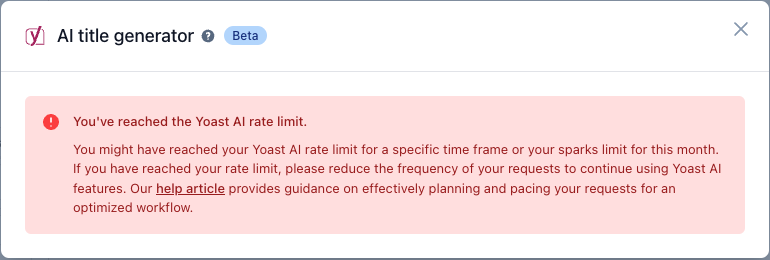 y AI title generator ? Beta
You've reached the Yoast AI rate limit.
You might have reached your Yoast AI rate limit for a specific time frame or your sparks limit for this month.
If you have reached your rate limit, please reduce the frequency of your requests to continue using Yoast AI
features. Our help article provides guidance on effectively planning and pacing your requests for an
optimized workflow.